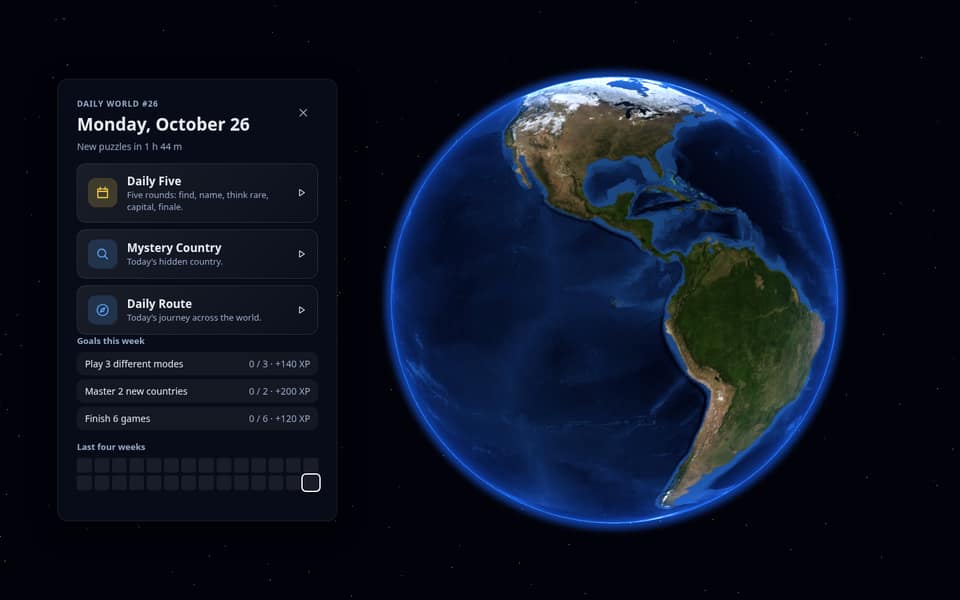 DAILY WORLD #26
Monday, October 26
New puzzles in 1 h 44 m
Daily Five
Five rounds: find, name, think rare,
capital, finale.
Mystery Country
Today's hidden country.
Daily Route
Today's journey across the world.
Goals this week
Play 3 different modes 0 / 3 · +140 XP
Master 2 new countries 0 / 2 · +200 XP
Finish 6 games 0 / 6 · +120 XP
Last four weeks